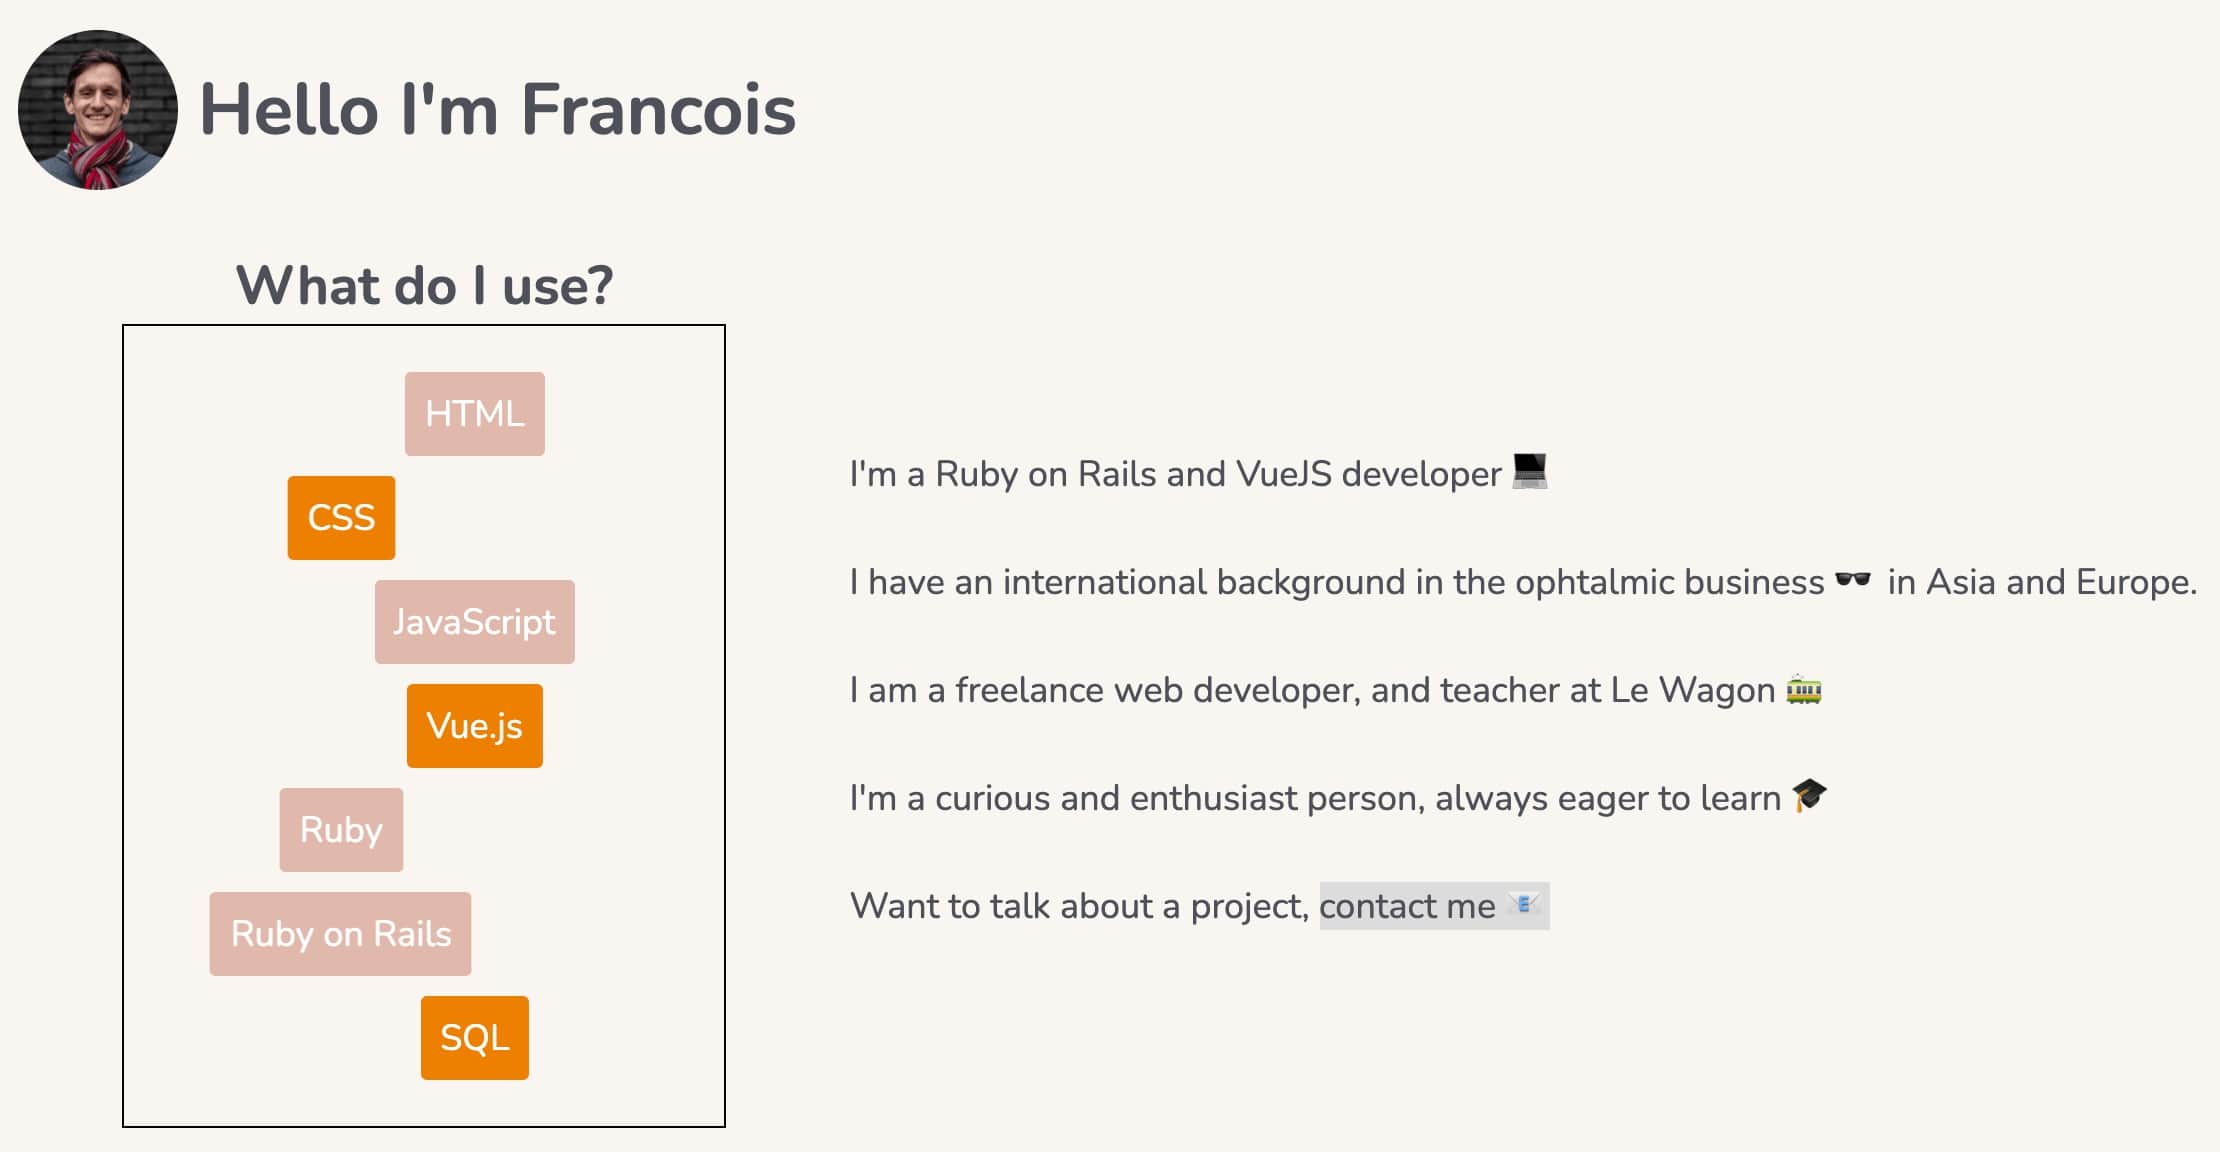 Hello I'm Francois
What do I use?
HTML
CSS
JavaScript
Vue.js
Ruby
Ruby on Rails
SQL
I'm a Ruby on Rails and VueJS developer 💻
I have an international background in the ophtalmic business 🕶️ in Asia and Europe.
I am a freelance web developer, and teacher at Le Wagon 🚋
I'm a curious and enthusiast person, always eager to learn 🎓
Want to talk about a project, contact me 📧